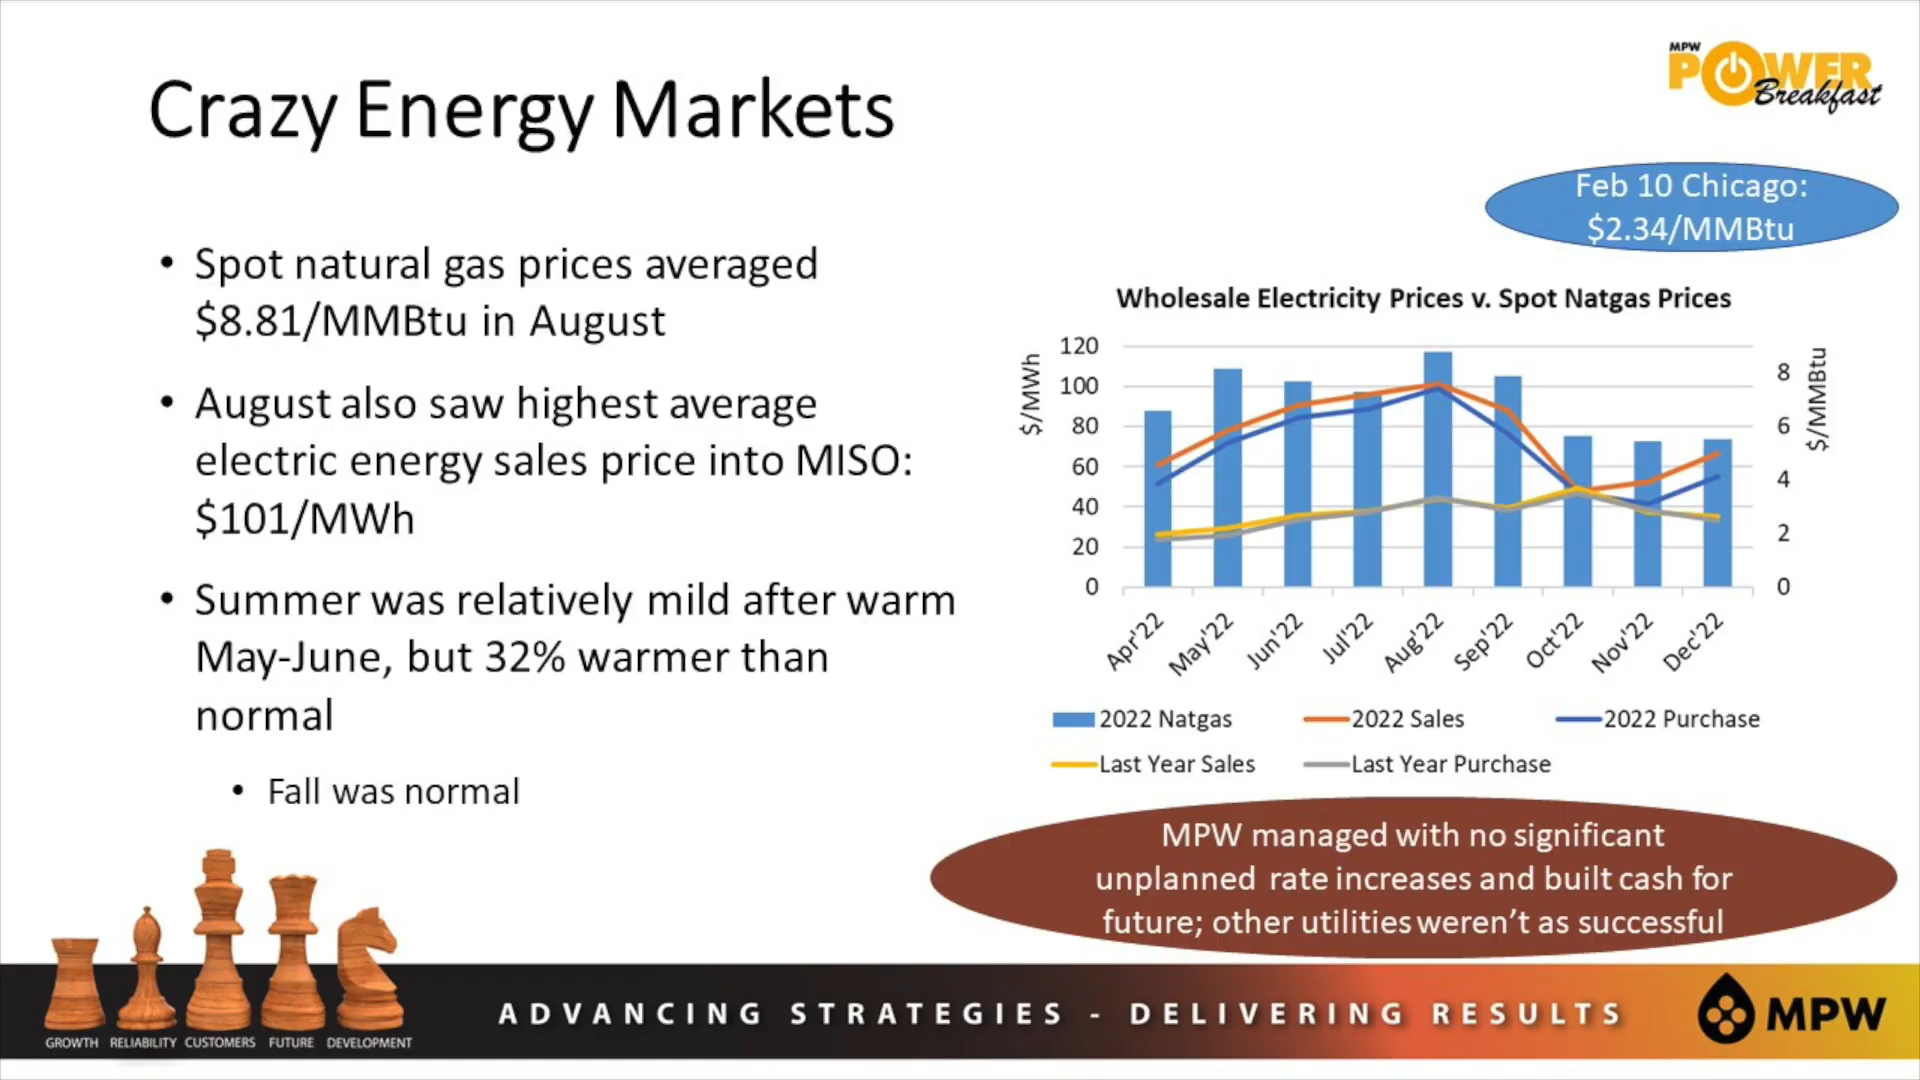 MPW
POWER
Breakfast
Crazy Energy Markets
Feb 10 Chicago:
$2.34/MMBtu
• Spot natural gas prices averaged
$8.81/MMBtu in August
• August also saw highest average
electric energy sales price into MISO:
$101/MWh
• Summer was relatively mild after warm
May-June, but 32% warmer than
normal
• Fall was normal
Wholesale Electricity Prices v. Spot Natgas Prices
$/MWh
120
100
80
60
40
20
0
8
6
4
2
0
$/MMBtu
Apr'22
May'22
Jun'22
Jul'22
Aug'22
Sep'22
Oct'22
Nov'22
Dec'22
2022 Natgas
2022 Sales
2022 Purchase
Last Year Sales
Last Year Purchase
MPW managed with no significant
unplanned rate increases and built cash for
future; other utilities weren’t as successful
GROWTH RELIABILITY CUSTOMERS FUTURE DEVELOPMENT
ADVANCING STRATEGIES - DELIVERING RESULTS
MPW